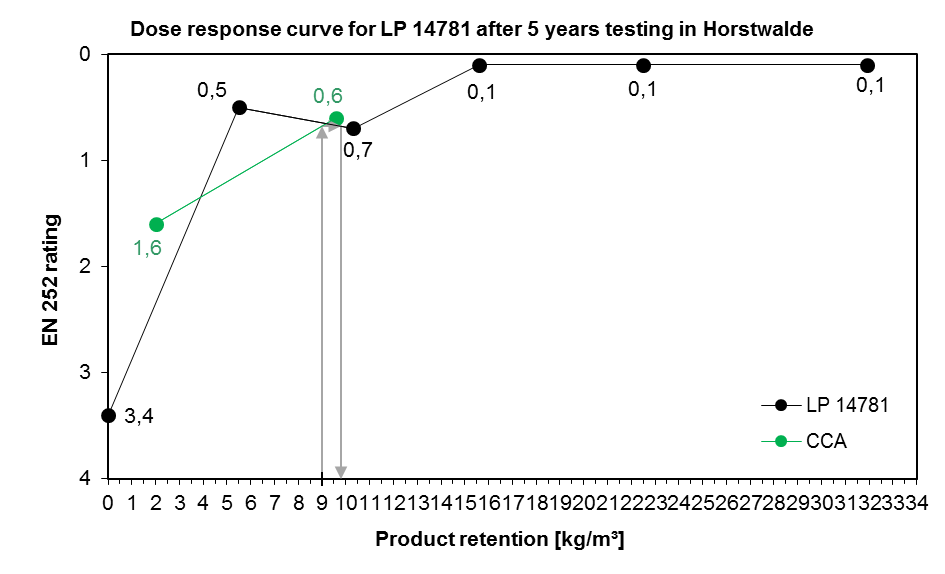 Dose response curve for LP 14781 after 5 years testing in Horstwalde
0
0,5
0,6
0,1
0,1
0,1
0,7
1
1,6
2
3
3,4
4
EN 252 rating
LP 14781
CCA
0 1 2 3 4 5 6 7 8 9 10 11 12 13 14 15 16 17 18 19 20 21 22 23 24 25 26 27 28 29 30 31 32 33 34
Product retention [kg/m³]